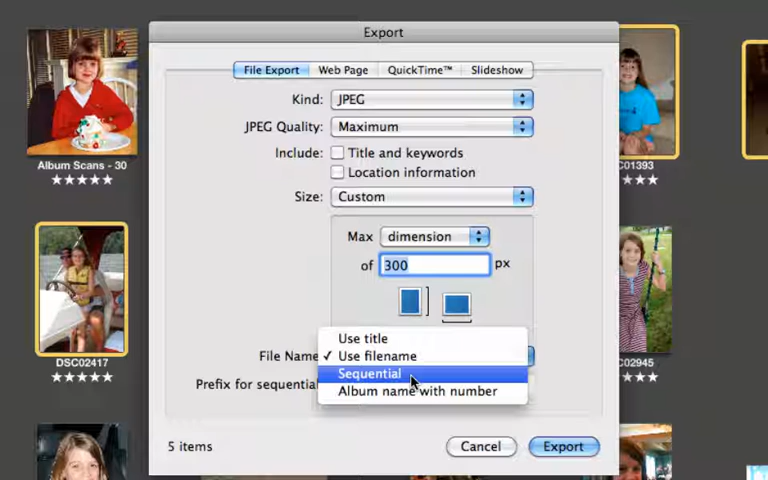 Export
File Export Web Page QuickTime™ Slideshow
Kind: JPEG
JPEG Quality: Maximum
Include: Title and keywords
Location information
Size: Custom
Max dimension
of 300 px
Use title
File Name ✓ Use filename
Sequential
Prefix for sequential
Album name with number
5 items Cancel Export
Album Scans - 30
★★★★★
C01393
★★★
DSC02417
★★★★★
C02945
★★★